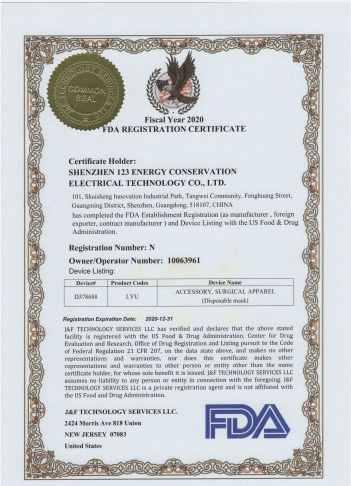 COMMON
SEAL
Fiscal Year 2020
FDA REGISTRATION CERTIFICATE
Certificate Holder:
SHENZHEN 123 ENERGY CONSERVATION
ELECTRICAL TECHNOLOGY CO., LTD.
101, Shuisheng Innovation Industrial Park, Tangwei Community, Fenghuang Street,
Guangming District, Shenzhen, Guangdong, 518107, CHINA
has completed the FDA Establishment Registration (as manufacturer , foreign
exporter, contract manufacturer ) and Device Listing with the US Food & Drug
Administration.
Registration Number: N
Owner/Operator Number: 10063961
Device Listing:
Device# Product Codes Device Name
D378688 LYU ACCESSORY, SURGICAL APPAREL
(Disposable mask)
Registration Expiration Date: 2020-12-31
J&F TECHNOLOGY SERVICES LLC has verified and declares that the above stated
facility is registered with the US Food & Drug Administration, Center for Drug
Evaluation and Research, Office of Drug Registration and Listing pursuant to the Code
of Federal Regulation 21 CFR 207, on the data state above, and makes no other
representations and warranties, nor does this certificate makes other
representations and warranties to other person or entity other than the name
certificate holder, for whose sole benefit it is issued. J&F TECHNOLOGY SERVICES LLC
assumes no liability to any person or entity in connection with the foregoing. J&F
TECHNOLOGY SERVICES LLC is a private registration agent and is not affiliated with
the US Food and Drug Administration.
J&F TECHNOLOGY SERVICES LLC.
2424 Morris Ave 818 Union
NEW JERSEY 07083
United States
FDA